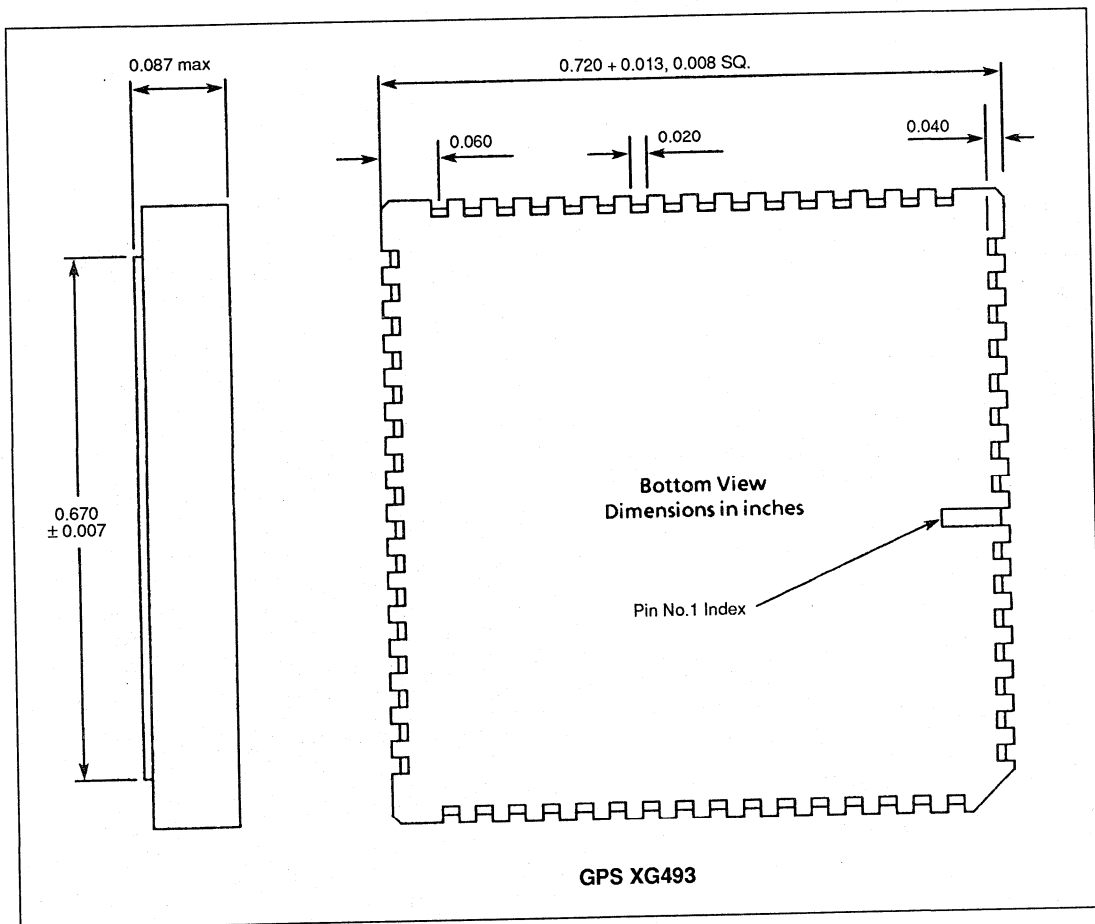 0.087 max
0.720 + 0.013, 0.008 SQ.
0.060
0.020
0.040
0.670
± 0.007
Bottom View
Dimensions in inches
Pin No.1 Index
GPS XG493